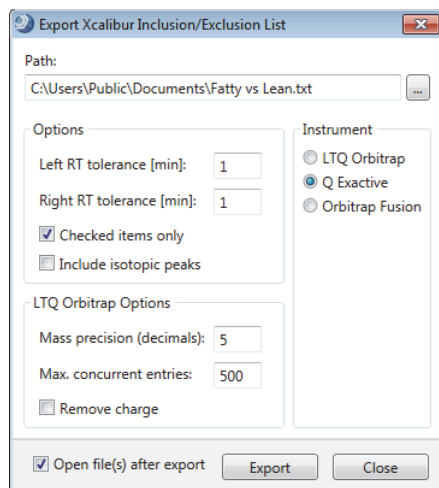 Export Xcalibur Inclusion/Exclusion List
Path:
C:\Users\Public\Documents\Fatty vs Lean.txt
...
Options
Left RT tolerance [min]: 1
Right RT tolerance [min]: 1
Checked items only
Include isotopic peaks
Instrument
LTQ Orbitrap
Q Exactive
Orbitrap Fusion
LTQ Orbitrap Options
Mass precision (decimals): 5
Max. concurrent entries: 500
Remove charge
Open file(s) after export
Export
Close